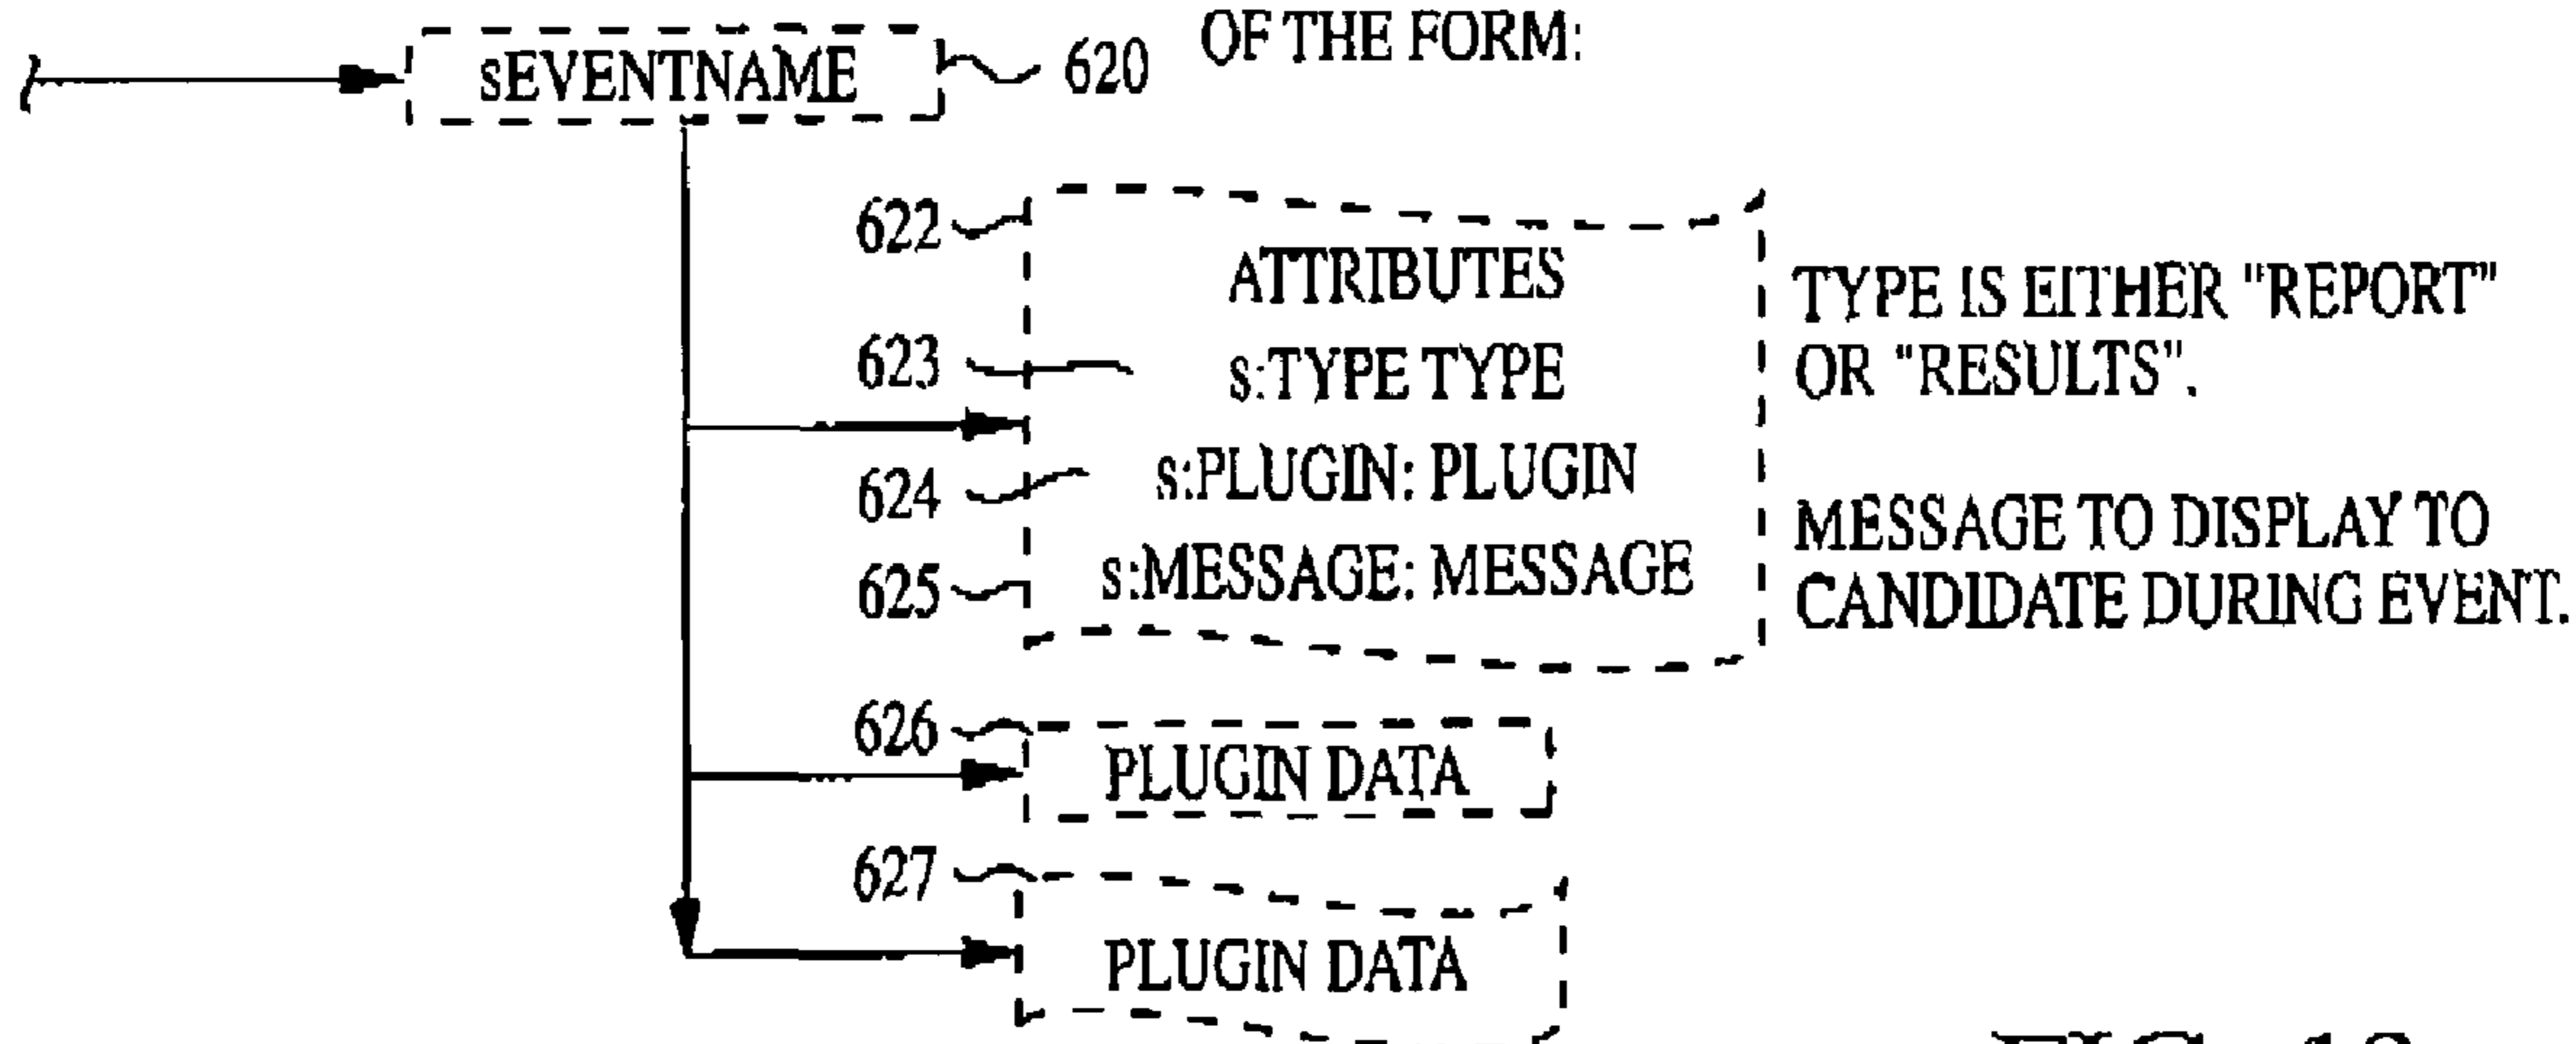 OF THE FORM:
sEVENTNAME
620
622
ATTRIBUTES
TYPE IS EITHER "REPORT"
623
s:TYPE TYPE
OR "RESULTS".
624
s:PLUGIN: PLUGIN
MESSAGE TO DISPLAY TO
625
s:MESSAGE: MESSAGE
CANDIDATE DURING EVENT.
626
PLUGIN DATA
627
PLUGIN DATA